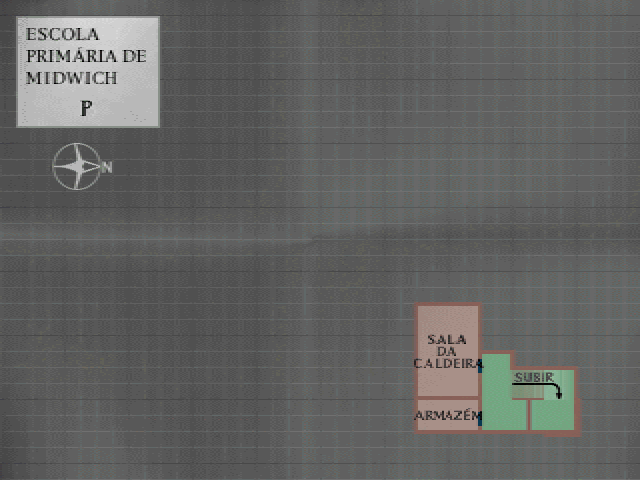 ESCOLA
PRIMÁRIA DE
MIDWICH
P
N
SALA
DA
CALDEIRA
SUBIR
ARMAZÉM